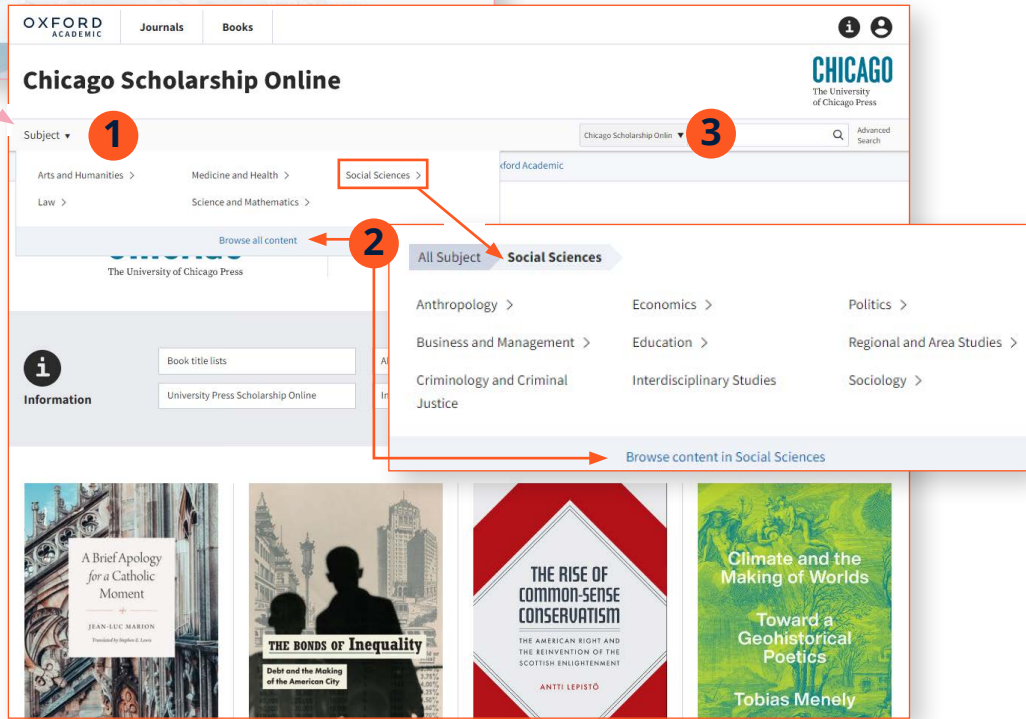 OXFORD
ACADEMIC
Journals
Books
Chicago Scholarship Online
CHICAGO
The University
of Chicago Press
Subject
1
Chicago Scholarship Onlin
3
Advanced
Search
Arts and Humanities >
Medicine and Health >
Social Sciences >
Law >
Science and Mathematics >
Browse all content
2
ford Academic
The University of Chicago Press
All Subject
Social Sciences
Anthropology >
Economics >
Politics >
Business and Management >
Education >
Regional and Area Studies >
Criminology and Criminal
Justice
Interdisciplinary Studies
Sociology >
Browse content in Social Sciences
i
Information
Book title lists
University Press Scholarship Online
A Brief Apology
for a Catholic
Moment
JEAN-LUC MARION
Translated by Stephen E. Lewis
THE BONDS OF Inequality
Debt and the Making
of the American City
THE RISE OF
COMMON-SENSE
CONSERVATISM
THE AMERICAN RIGHT AND
THE REINVENTION OF THE
SCOTTISH ENLIGHTENMENT
ANTTI LEPISTÖ
Climate and the
Making of Worlds
Toward a
Geohistorical
Poetics
Tobias Menely